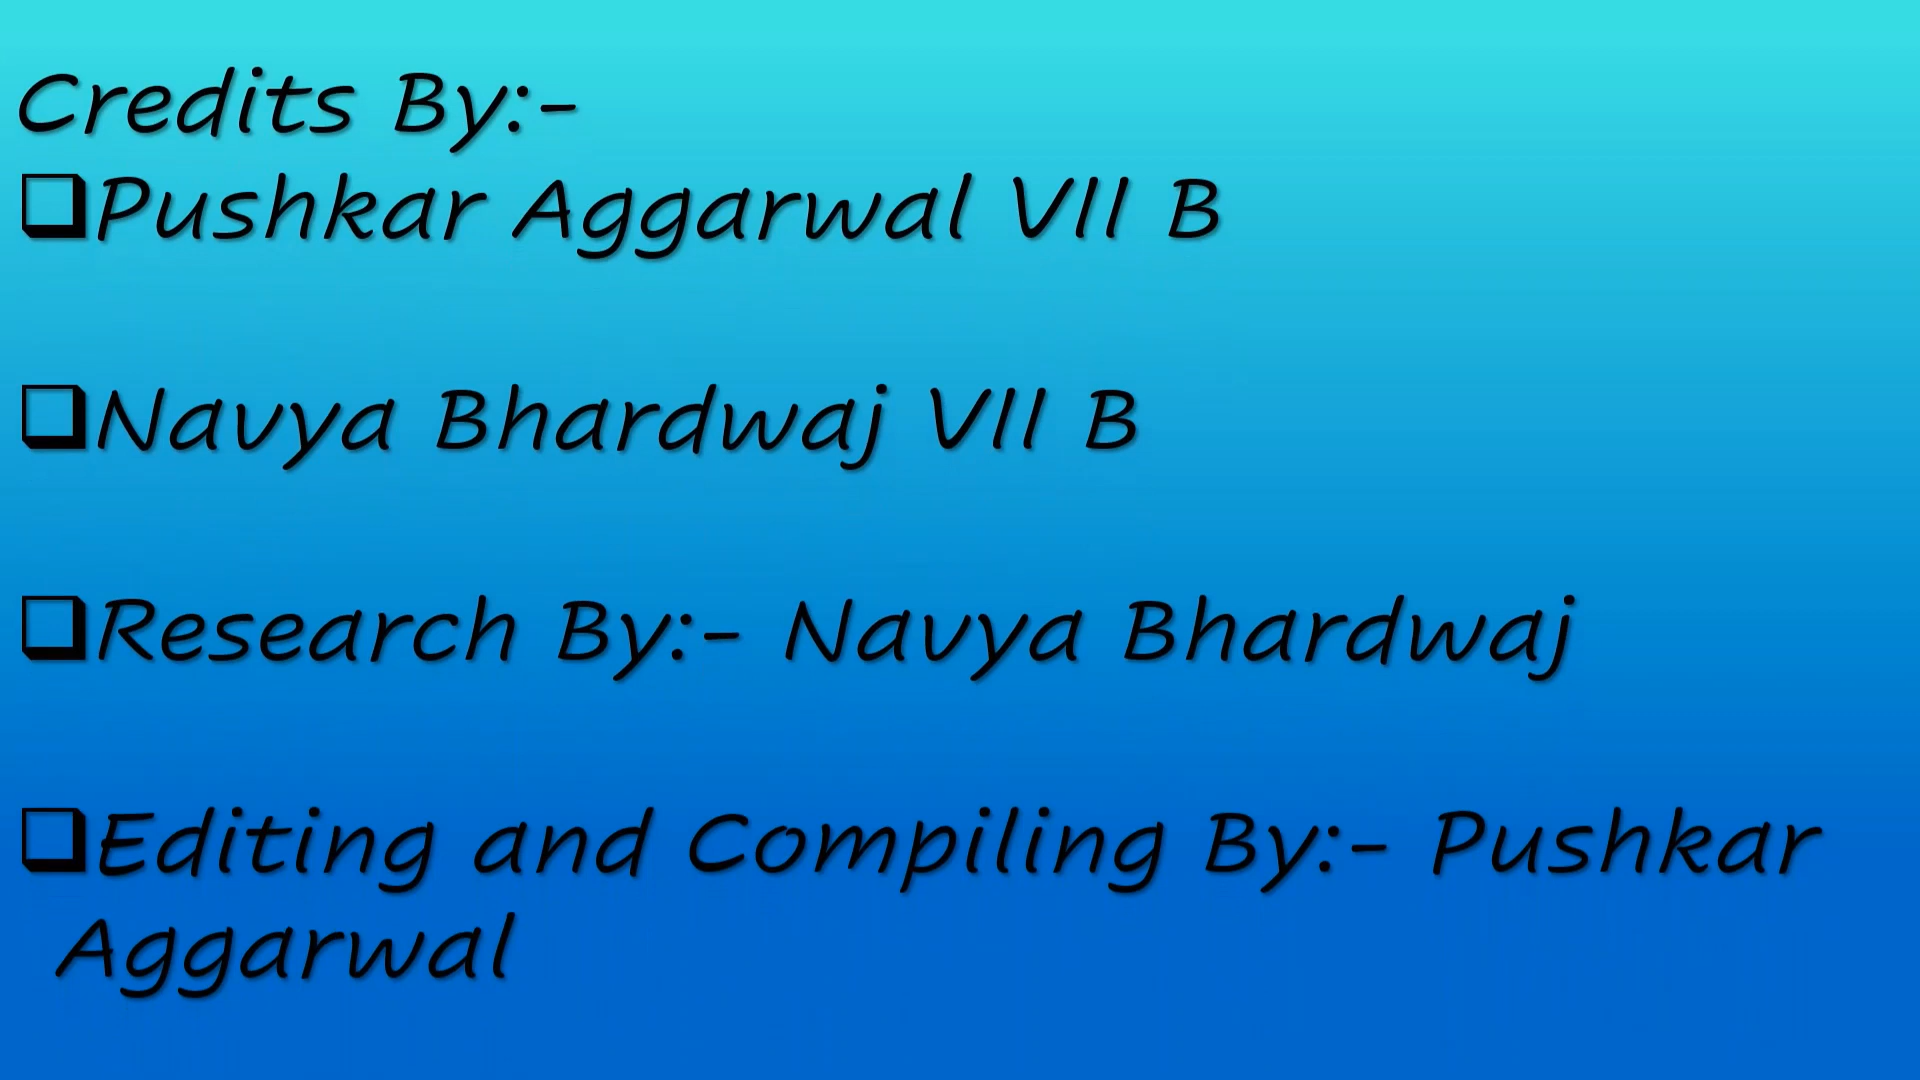 Credits By:-
❑Pushkar Aggarwal VII B
❑Navya Bhardwaj VII B
❑Research By:- Navya Bhardwaj
❑Editing and Compiling By:- Pushkar
Aggarwal